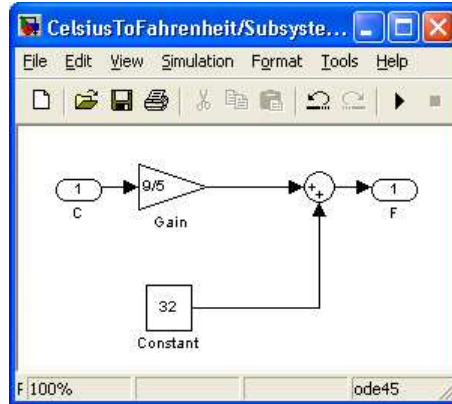 CelsiusToFahrenheit/Subsyste...
File Edit View Simulation Format Tools Help
1 9/5 + + 1
C Gain F
32
Constant
F 100% ode45